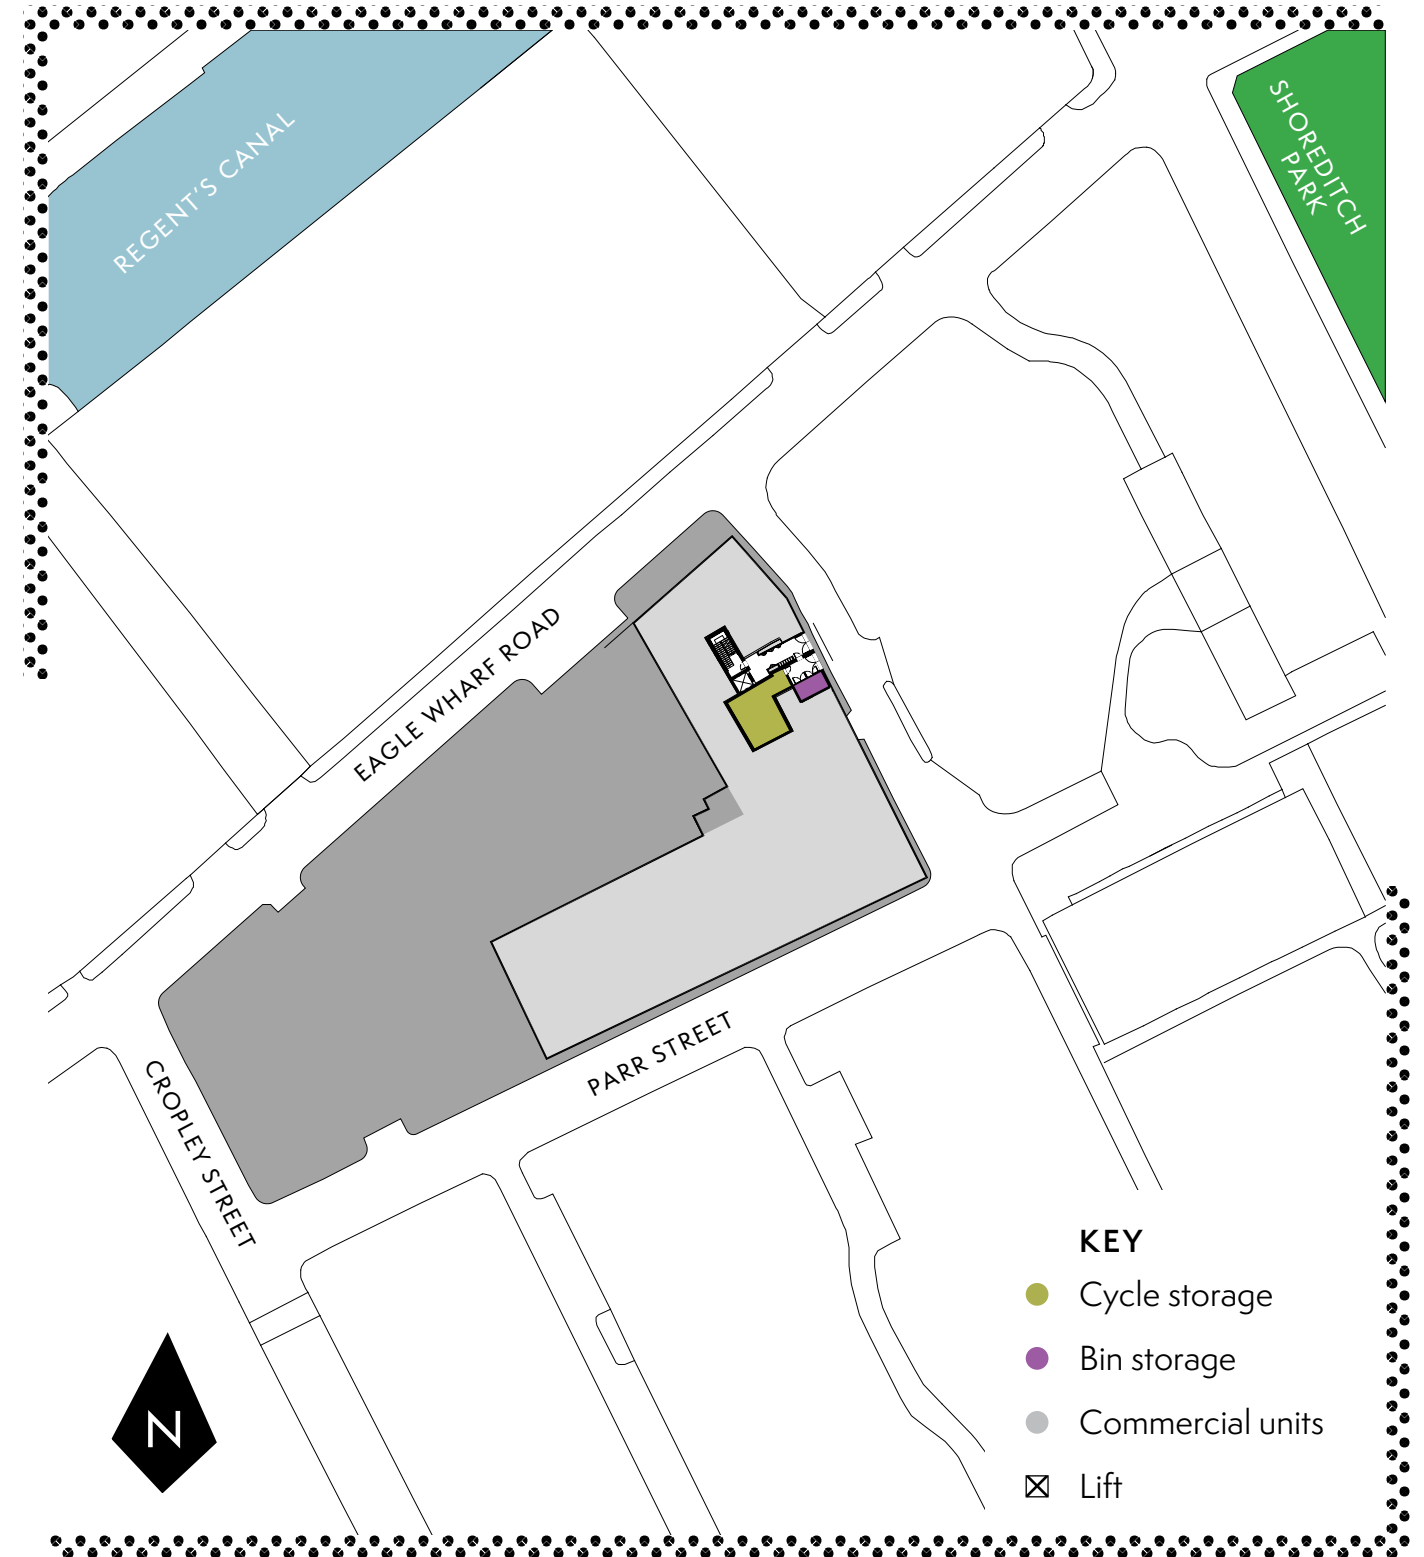 REGENT'S CANAL
SHOREDITCH
PARK
EAGLE WHARF ROAD
PARR STREET
CROPLEY STREET
N
KEY
Cycle storage
Bin storage
Commercial units
Lift